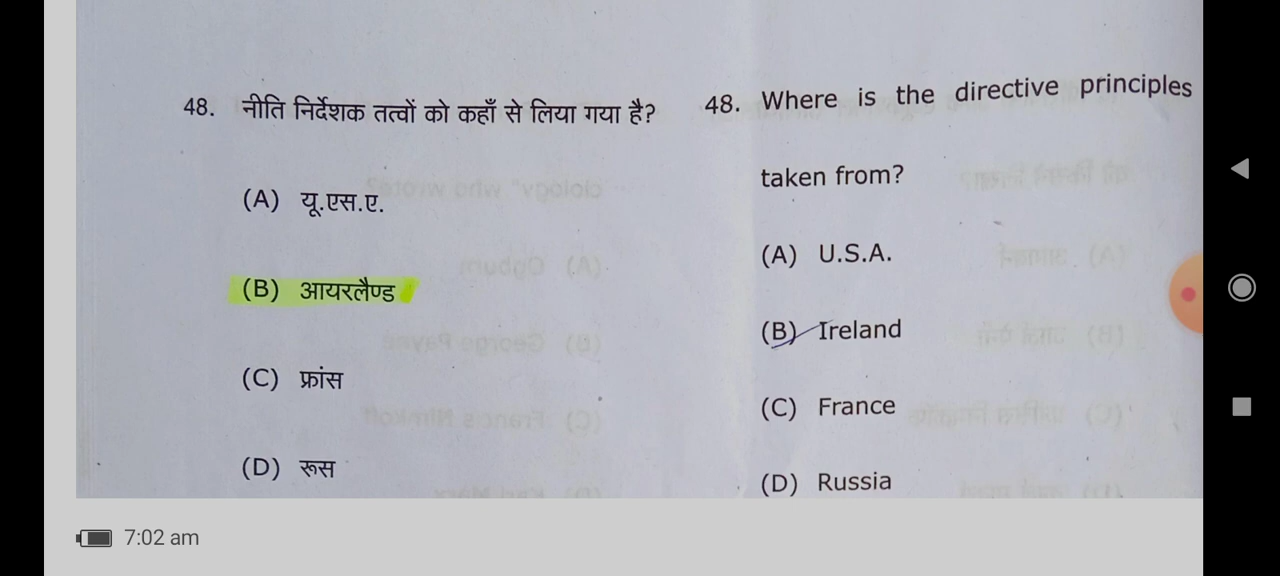 48. नीति निर्देशक तत्वों को कहाँ से लिया गया है?
(A) यू.एस.ए.
(B) आयरलैण्ड
(C) फ्रांस
(D) रूस
48. Where is the directive principles
taken from?
(A) U.S.A.
(B) Ireland
(C) France
(D) Russia
7:02 am